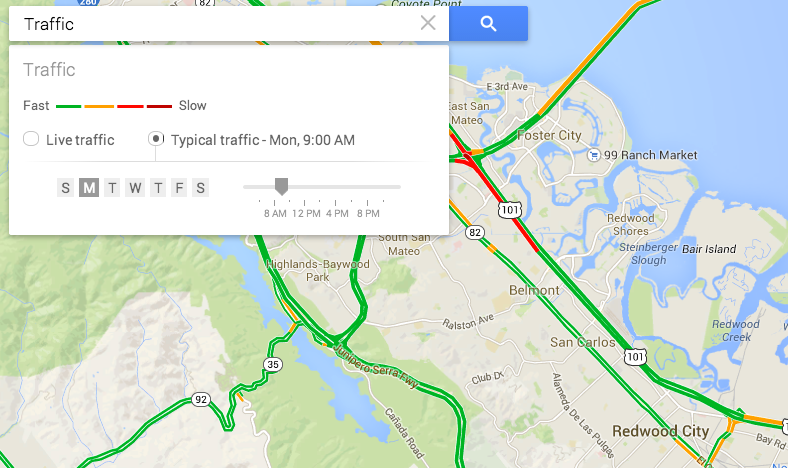 280
82
Coyote Point
Traffic
Traffic
Fast Slow
Live traffic
Typical traffic - Mon, 9:00 AM
S M T W T F S
8 AM 12 PM 4 PM 8 PM
E 3rd Ave
East San
Mateo
Foster City
99 Ranch Market
101
82
Redwood
Shores
Steinberger
Slough
Bair Island
South San
Mateo
Highlands-Baywood
Park
Belmont
Ralston Ave
San Carlos
Redwood
Creek
101
Junipero Serra Fwy
35
92
Club Dr
Cañada Road
Alameda De Las Pulgas
Redwood City
Bay Rd